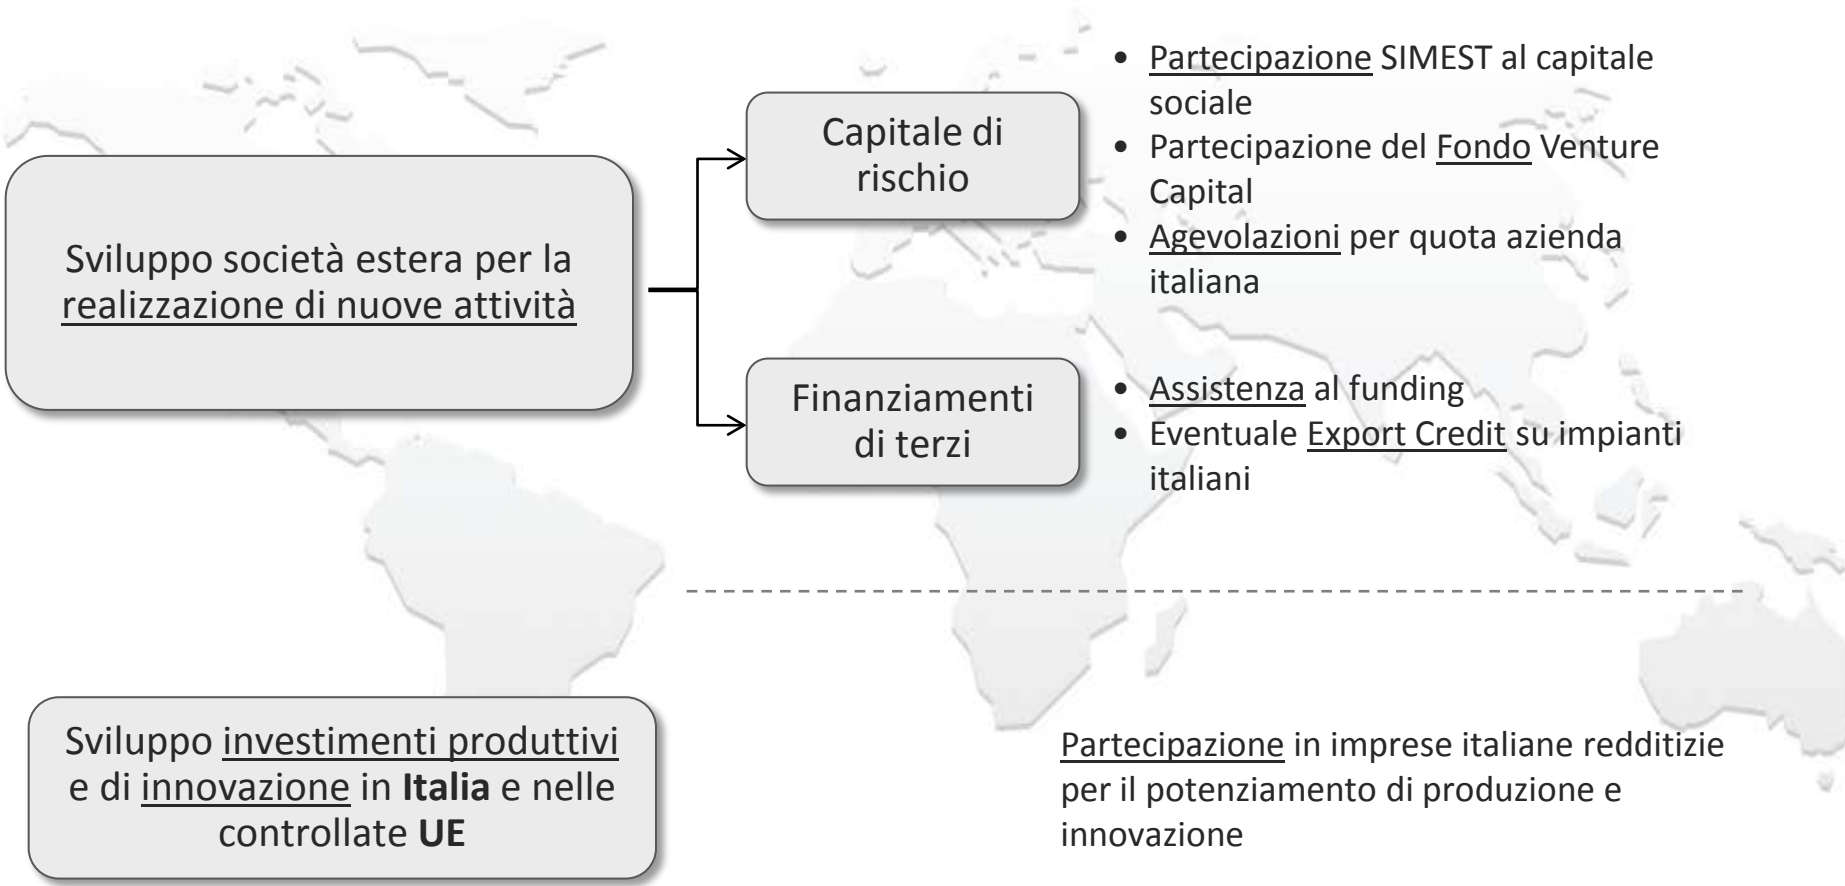 Sviluppo società estera per la
realizzazione di nuove attività
Capitale di
rischio
• Partecipazione SIMEST al capitale
sociale
• Partecipazione del Fondo Venture
Capital
• Agevolazioni per quota azienda
italiana
Finanziamenti
di terzi
• Assistenza al funding
• Eventuale Export Credit su impianti
italiani
Sviluppo investimenti produttivi
e di innovazione in Italia e nelle
controllate UE
Partecipazione in imprese italiane redditizie
per il potenziamento di produzione e
innovazione